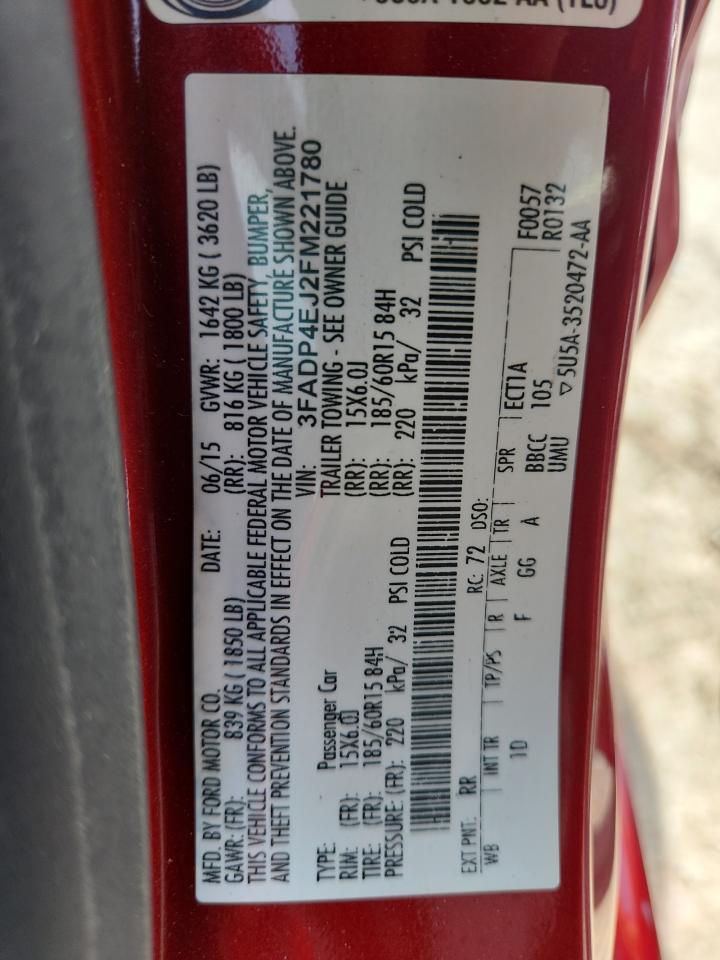 MFD. BY FORD MOTOR CO. DATE: 06/15 GVWR: 1642 KG ( 3620 LB)
GAWR: (FR): 839 KG ( 1850 LB) (RR): 816 KG ( 1800 LB)
THIS VEHICLE CONFORMS TO ALL APPLICABLE FEDERAL MOTOR VEHICLE SAFETY, BUMPER,
AND THEFT PREVENTION STANDARDS IN EFFECT ON THE DATE OF MANUFACTURE SHOWN ABOVE.
VIN: 3FADP4EJ2FM221780
TYPE: Passenger Car TRAILER TOWING - SEE OWNER GUIDE
RIM: (FR): 15X6.0J (RR): 15X6.0J
TIRE: (FR): 185/60R15 84H (RR): 185/60R15 84H
PRESSURE: (FR): 220 kPa/ 32 PSI COLD (RR): 220 kPa/ 32 PSI COLD
EXT PNT: RR RC: 72 DSO: F0057
WB INT TR TP/PS R AXLE TR SPR ECT1A R0132
1D F GG A BBCC 105
UMU ▽ 5U5A-3520472-AA